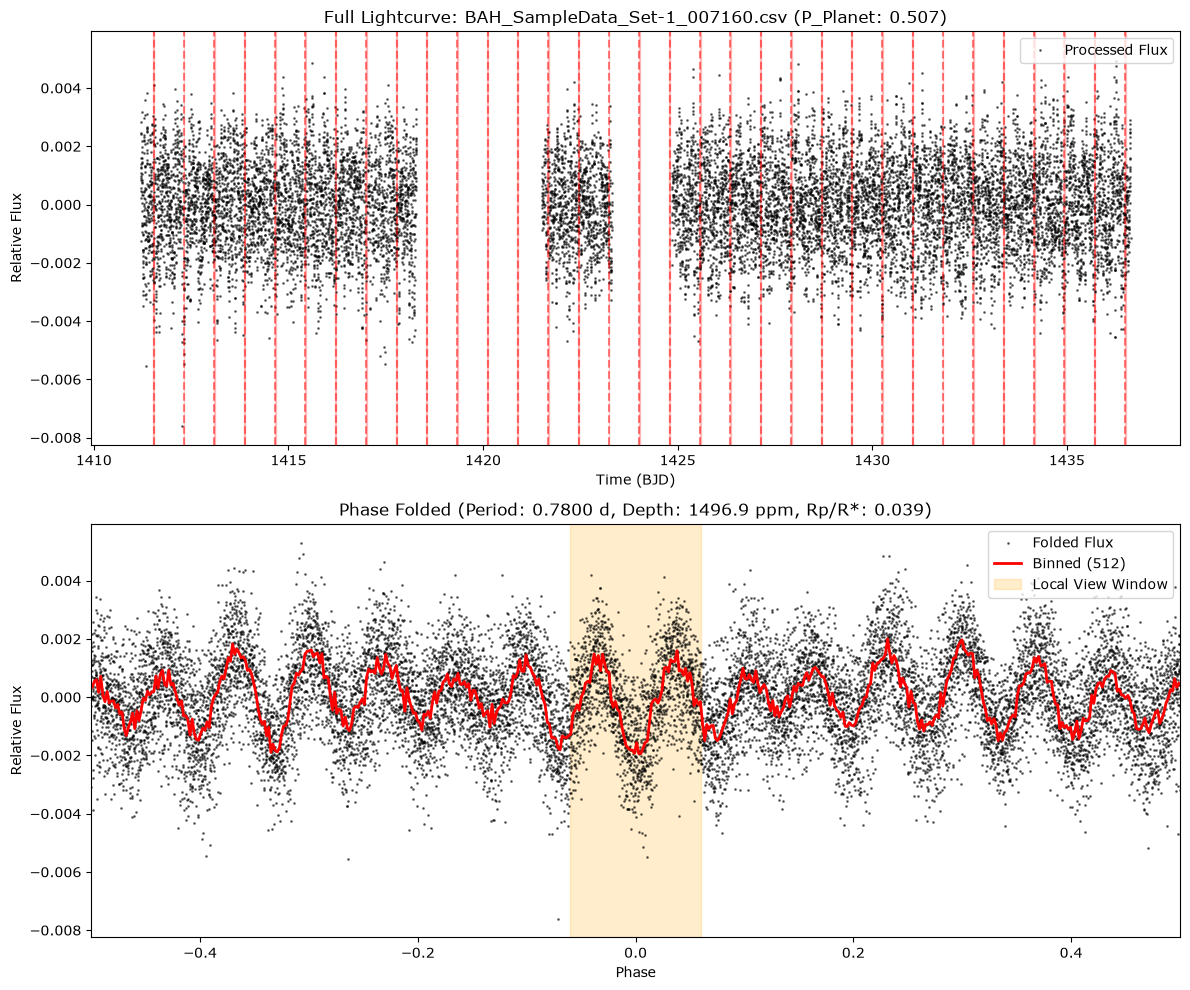 Full Lightcurve: BAH_SampleData_Set-1_007160.csv (P_Planet: 0.507)
Processed Flux
0.004
0.002
0.000
−0.002
−0.004
−0.006
−0.008
Relative Flux
1410
1415
1420
1425
1430
1435
Time (BJD)
Phase Folded (Period: 0.7800 d, Depth: 1496.9 ppm, Rp/R*: 0.039)
Folded Flux
Binned (512)
Local View Window
0.004
0.002
0.000
−0.002
−0.004
−0.006
−0.008
Relative Flux
−0.4
−0.2
0.0
0.2
0.4
Phase